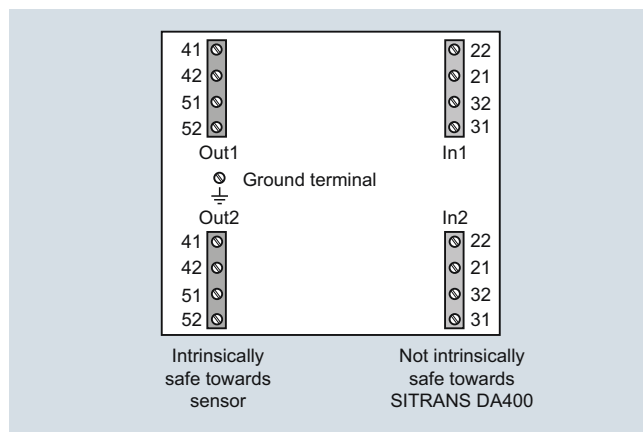 41 22
42 21
51 32
52 31
Out1 In1
Ground terminal
Out2 In2
41 22
42 21
51 32
52 31
Intrinsically Not intrinsically
safe towards safe towards
sensor SITRANS DA400